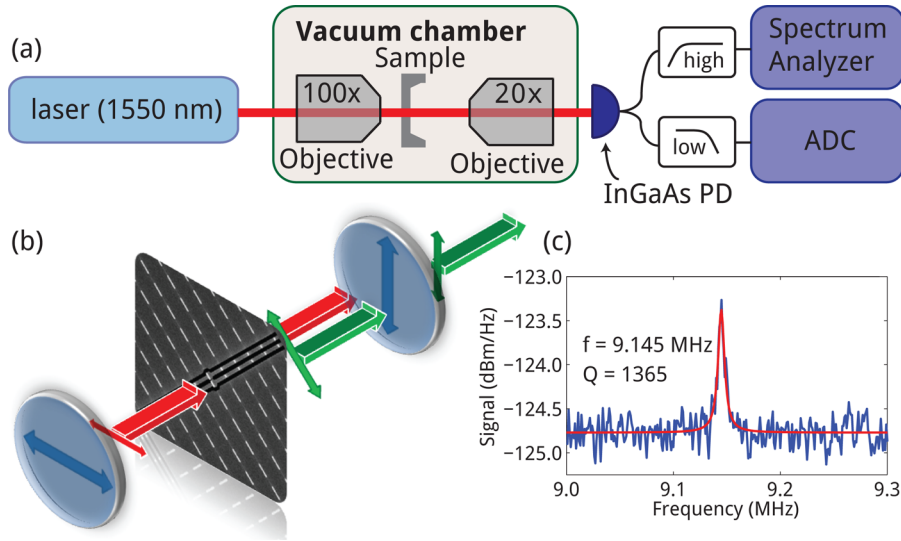 (a)
laser (1550 nm)
Vacuum chamber
Sample
100x
Objective
20x
Objective
InGaAs PD
high
low
Spectrum
Analyzer
ADC
(b)
(c)
Signal (dBm/Hz)
−123.0
−123.5
−124.0
−124.5
−125.0
f = 9.145 MHz
Q = 1365
9.0
9.1
9.2
9.3
Frequency (MHz)